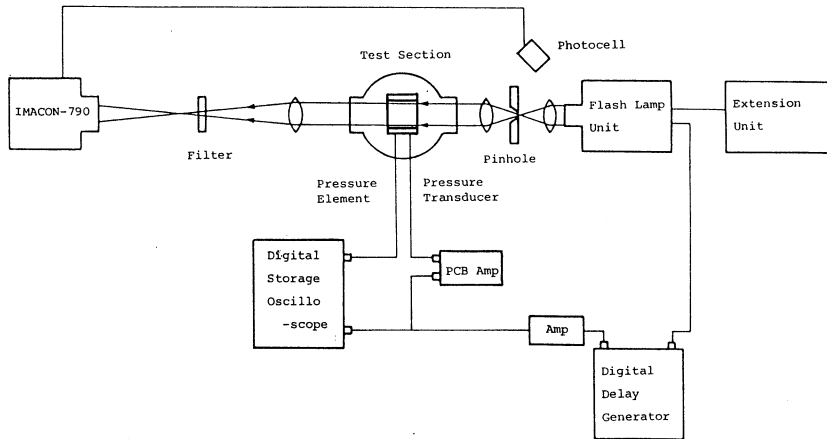 Photocell
Test Section
IMACON-790
Flash Lamp
Unit
Extension
Unit
Filter
Pinhole
Pressure
Element
Pressure
Transducer
Digital
Storage
Oscillo
-scope
PCB Amp
Amp
Digital
Delay
Generator